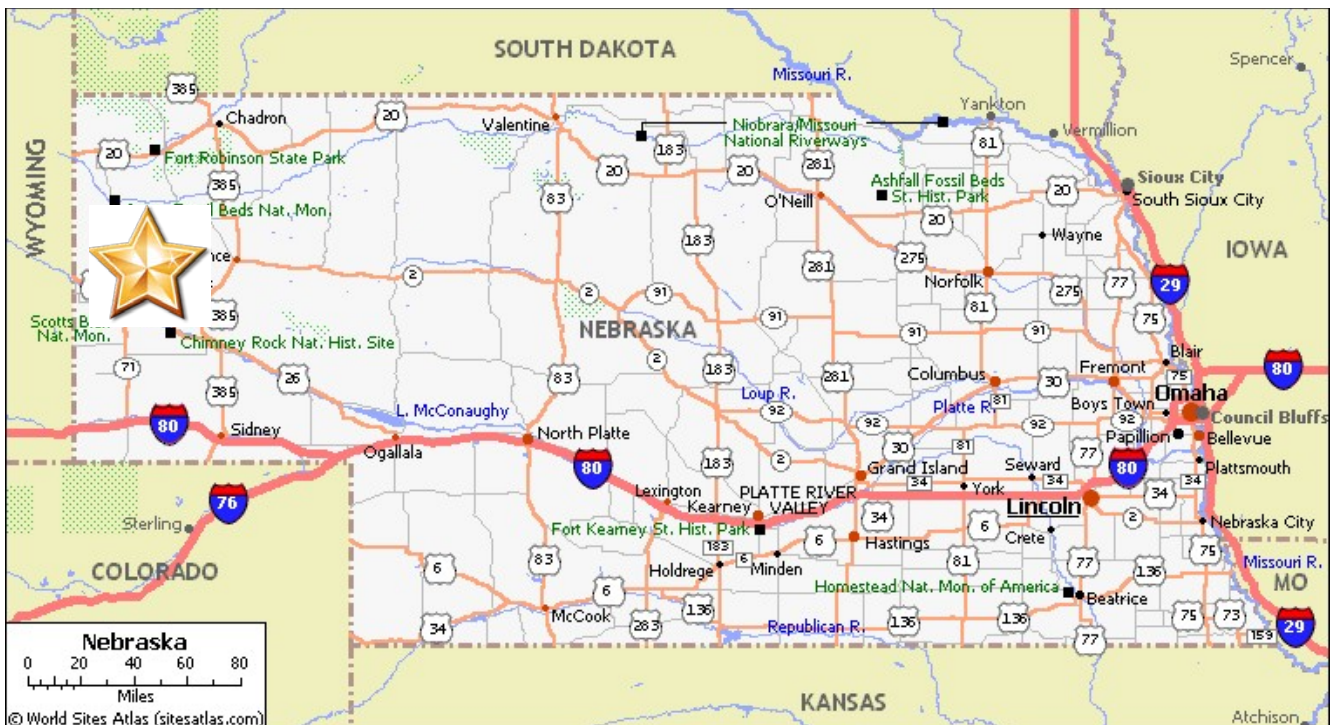 SOUTH DAKOTA
Spencer
Missouri R.
385
Chadron
20
Valentine
Yankton
Niobrara/Missouri
National Riverways
Vermillion
WYOMING
20
Fort Robinson State Park
183
281
81
385
20
20
Ashfall Fossil Beds
St. Hist. Park
20
Sioux City
South Sioux City
Beds Nat. Mon.
83
O'Neill
20
Wayne
IOWA
183
nce
2
281
275
Norfolk
77
29
2
91
81
275
385
Scotts B
Nat. Mon.
Chimney Rock Nat. Hist. Site
NEBRASKA
91
91
91
75
71
26
2
183
Blair
80
385
83
281
Columbus
30
Fremont
75
Omaha
L. McConaughy
Loup R.
92
Platte R.
81
Boys Town
92
Council Bluffs
80
Sidney
North Platte
92
30
Papillion
Bellevue
Ogallala
80
183
2
81
77
80
Plattsmouth
Grand Island
34
Seward
34
34
34
76
Lexington
Kearney
PLATTE RIVER
VALLEY
York
Lincoln
2
Sterling
Fort Kearney St. Hist. Park
34
6
Crete
Nebraska City
183
6
6
Hastings
COLORADO
6
83
Holdrege
Minden
81
77
136
75
Missouri R.
MO
6
Homestead Nat. Mon. of America
Beatrice
34
McCook
283
136
Republican R.
136
136
75
73
159
29
77
Nebraska
0 20 40 60 80
Miles
© World Sites Atlas (sitesatlas.com)
KANSAS
Atchison